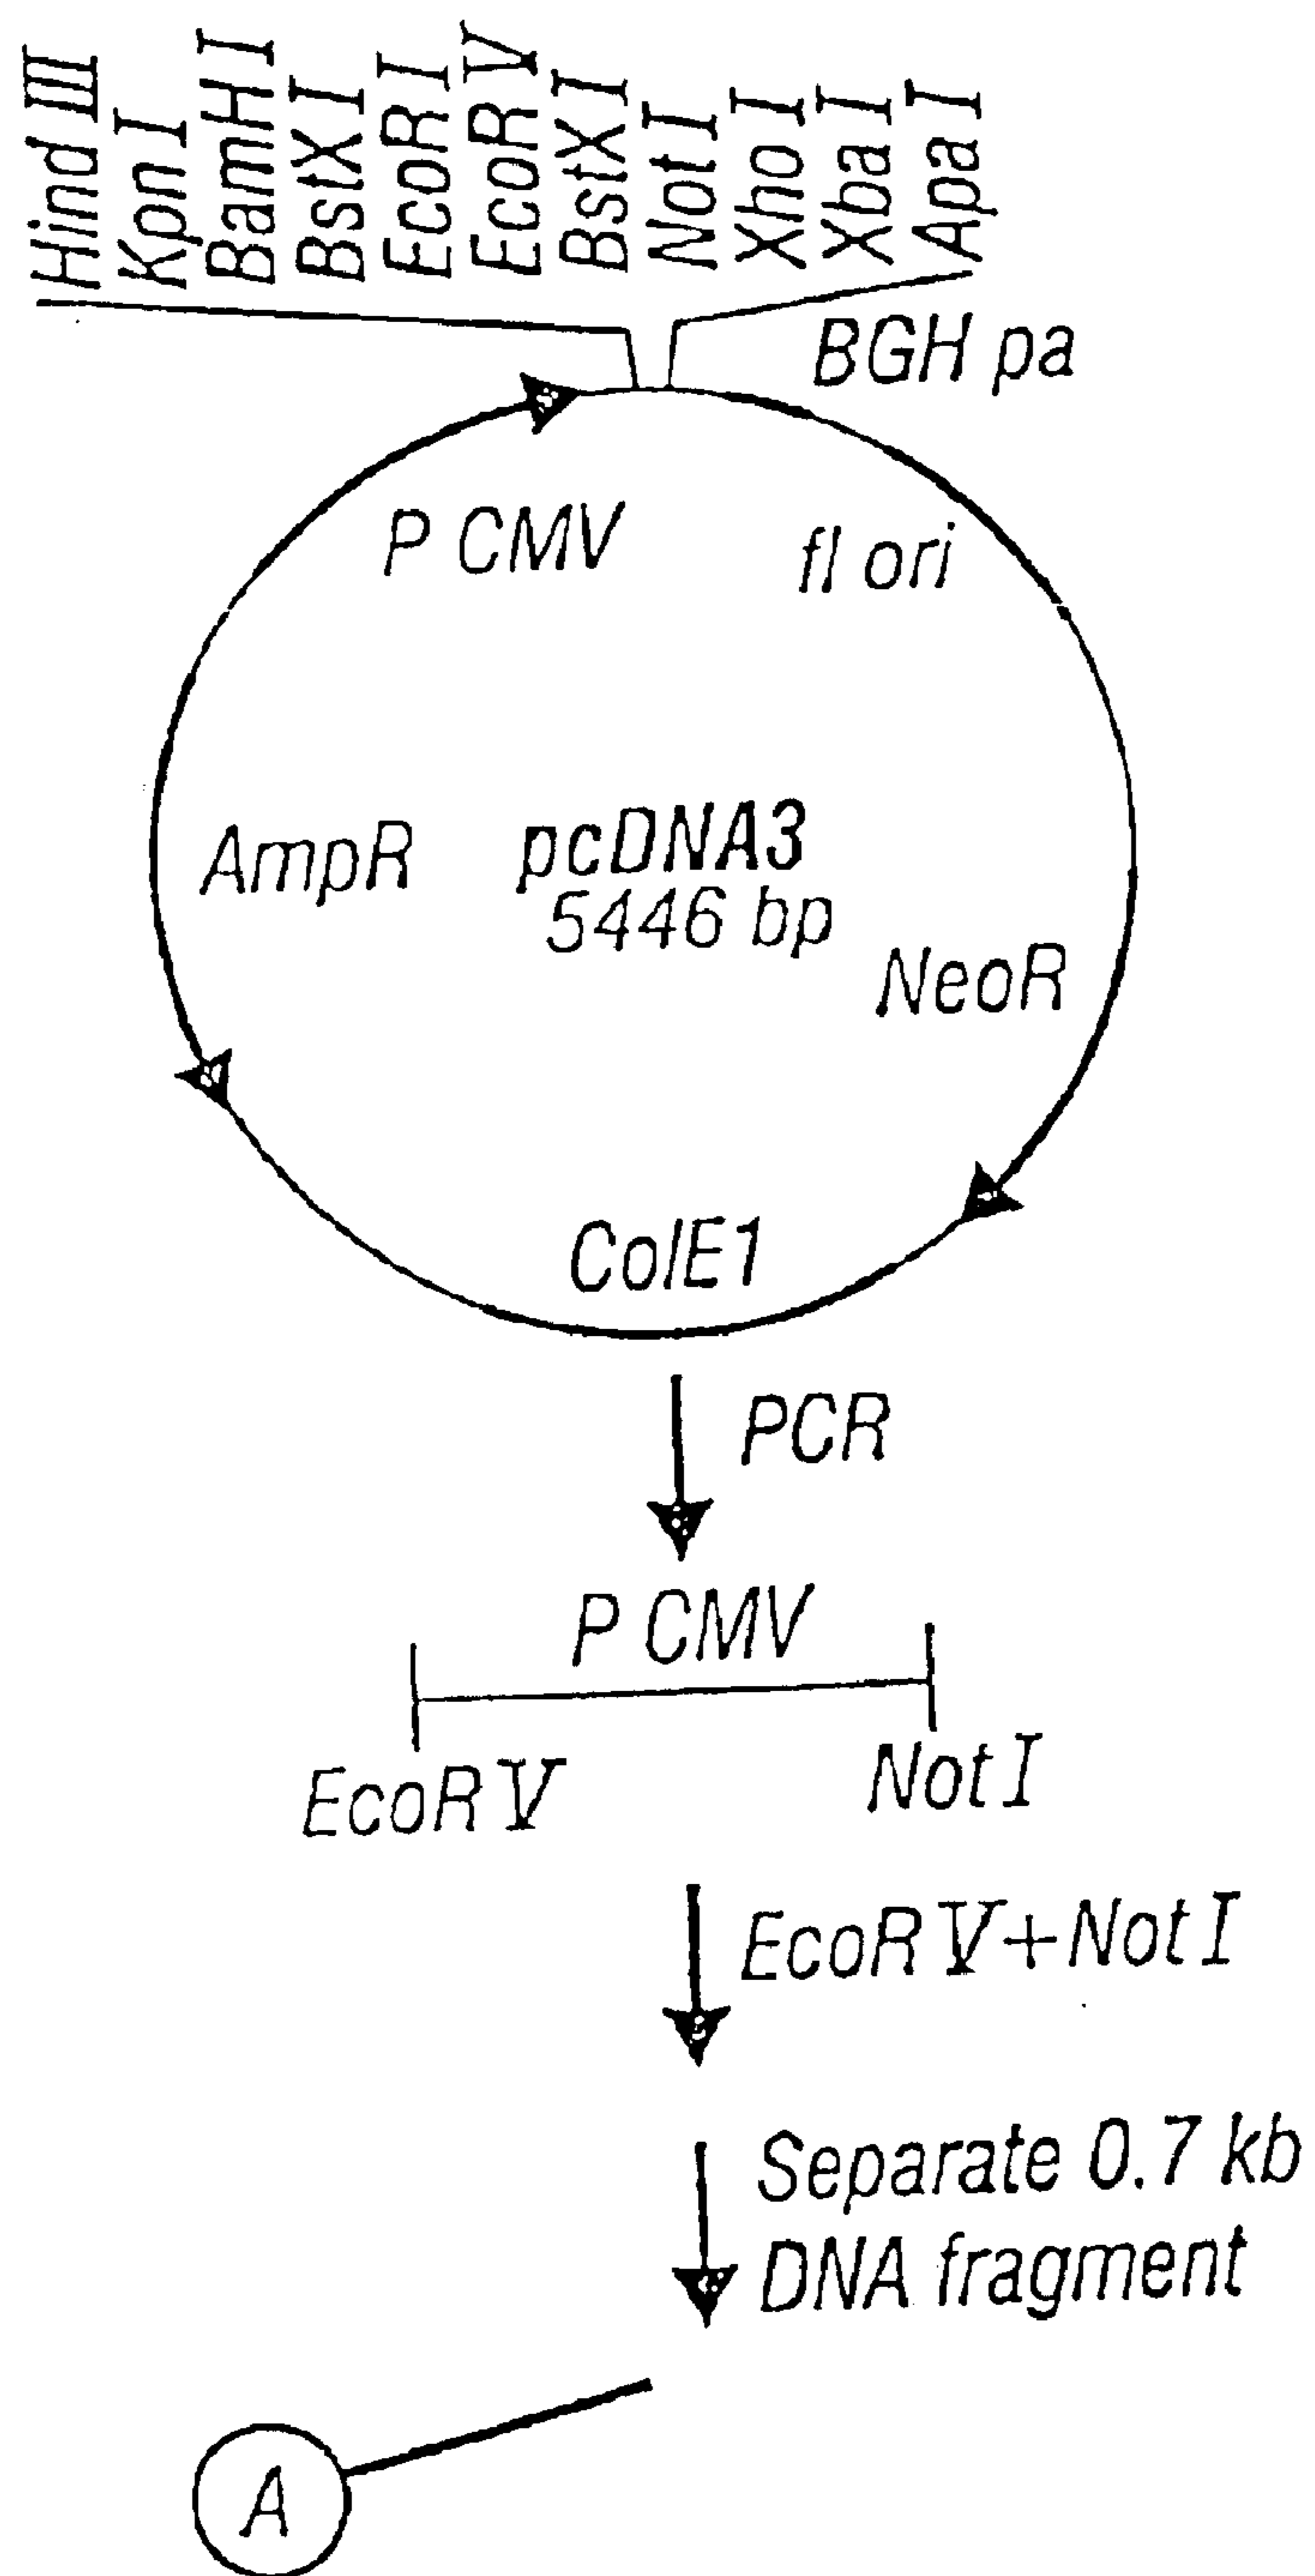 Hind III
Kpn I
BamH I
BstX I
EcoR I
EcoR V
BstX I
Not I
Xho I
Xba I
Apa I
BGH pa
P CMV
fl ori
AmpR
pcDNA3
5446 bp
NeoR
ColE1
PCR
P CMV
EcoR V
Not I
EcoR V+Not I
Separate 0.7 kb
DNA fragment
A